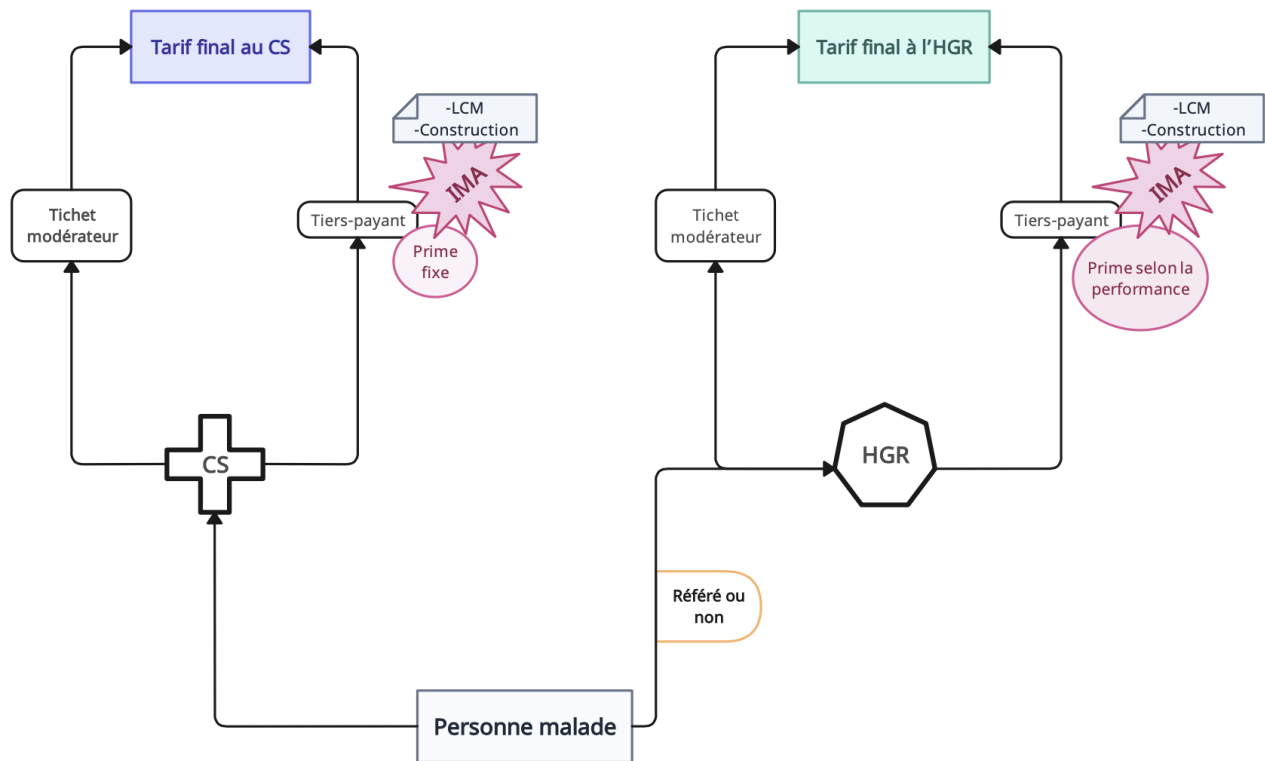 Tarif final au CS
Tarif final à l'HGR
-LCM
-Construction
-LCM
-Construction
IMA
IMA
Tichet
modérateur
Tiers-payant
Tichet
modérateur
Tiers-payant
Prime
fixe
Prime selon la
performance
CS
HGR
Référé ou
non
Personne malade